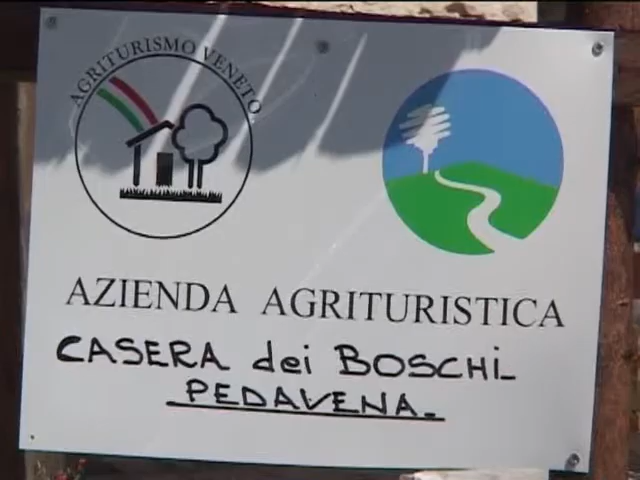 AGRITURISMO VENETO
AZIENDA AGRITURISTICA
CASERA dei BOSCHI
PEDAVENA